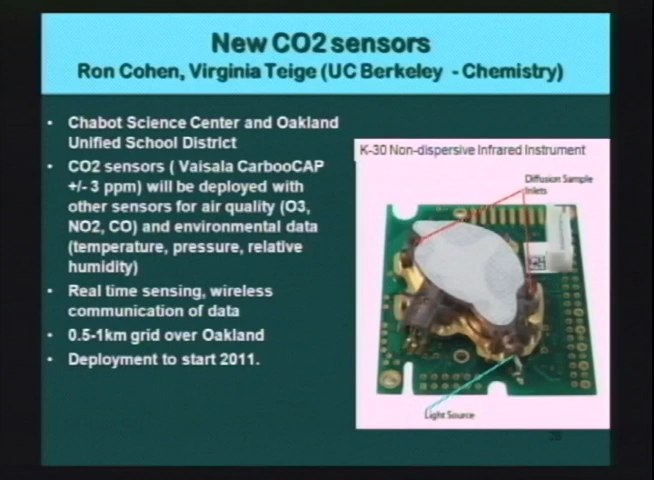 New CO2 sensors
Ron Cohen, Virginia Teige (UC Berkeley - Chemistry)
• Chabot Science Center and Oakland
Unified School District
• CO2 sensors ( Vaisala CarbooCAP
+/- 3 ppm) will be deployed with
other sensors for air quality (O3,
NO2, CO) and environmental data
(temperature, pressure, relative
humidity)
• Real time sensing, wireless
communication of data
• 0.5-1km grid over Oakland
• Deployment to start 2011.
K-30 Non-dispersive Infrared Instrument
Diffusion Sample
Inlets
Light Source
28